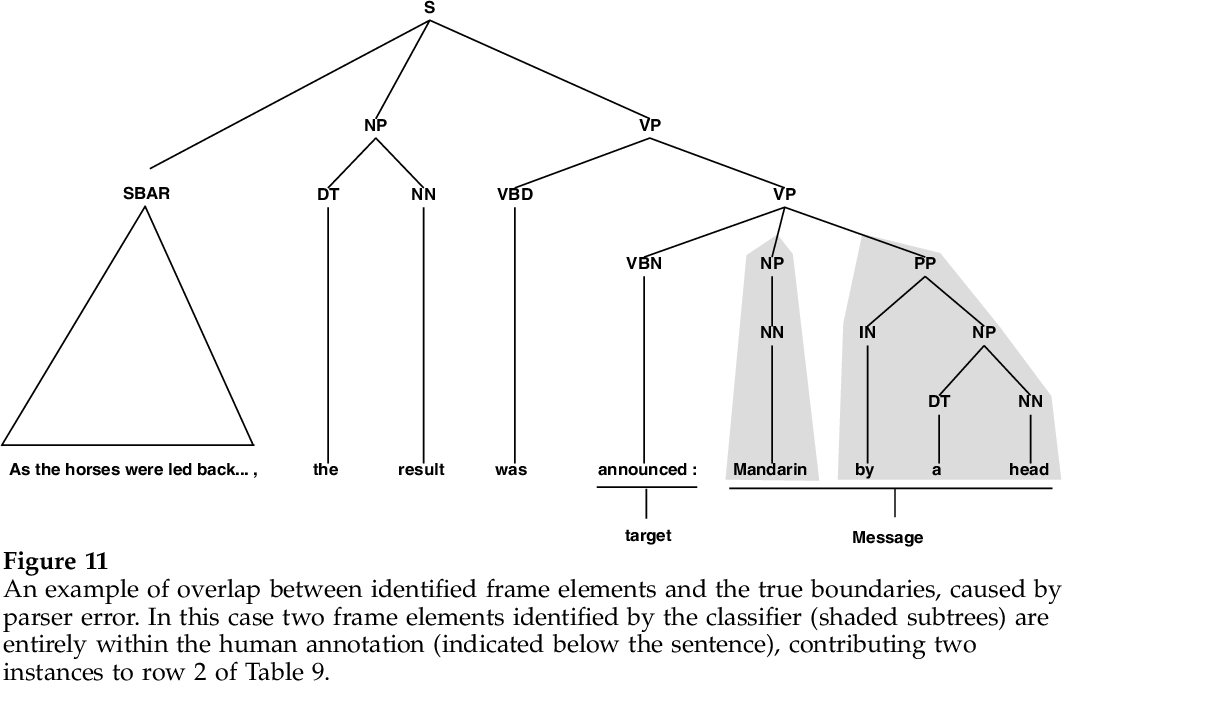 S
NP VP
SBAR DT NN VBD VP
VBN NP PP
NN IN NP
DT NN
As the horses were led back... , the result was announced : Mandarin by a head
target Message
Figure 11
An example of overlap between identified frame elements and the true boundaries, caused by
parser error. In this case two frame elements identified by the classifier (shaded subtrees) are
entirely within the human annotation (indicated below the sentence), contributing two
instances to row 2 of Table 9.